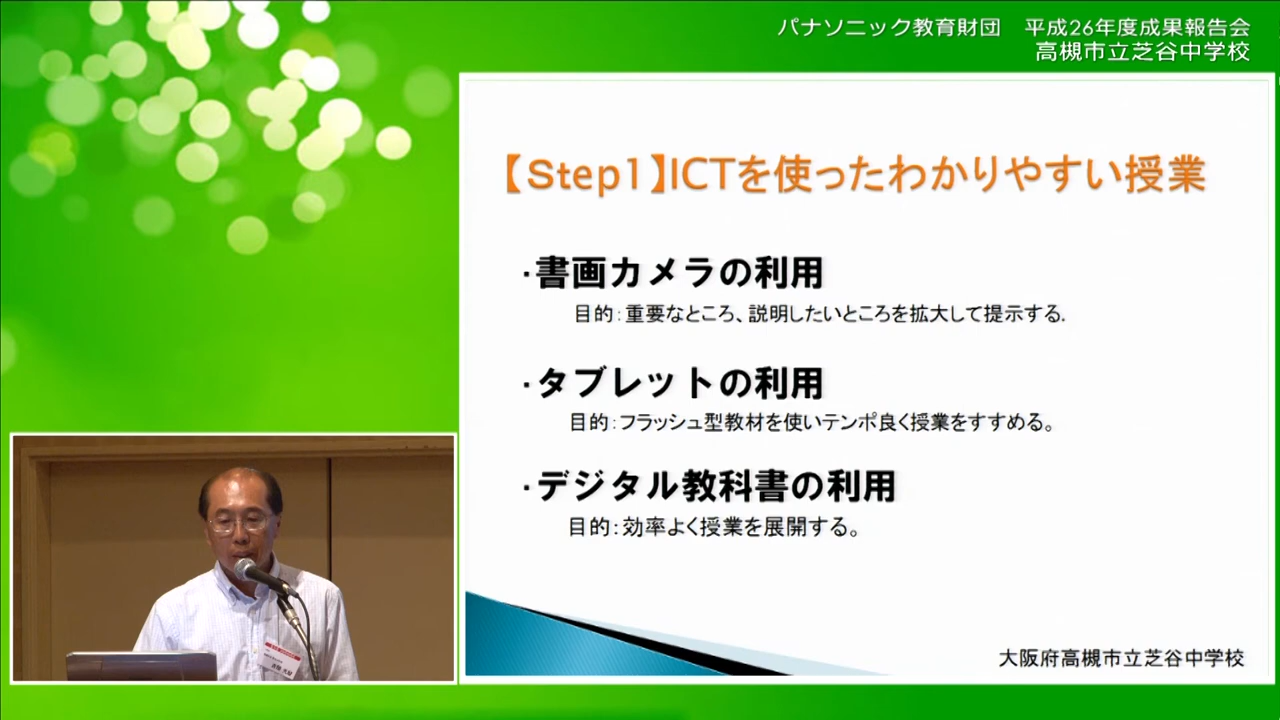 パナソニック教育財団 平成26年度成果報告会
高槻市立芝谷中学校
【Step1】ICTを使ったわかりやすい授業
・書画カメラの利用
目的：重要なところ、説明したいところを拡大して提示する.
・タブレットの利用
目的：フラッシュ型教材を使いテンポ良く授業をすすめる。
・デジタル教科書の利用
目的：効率よく授業を展開する。
大阪府高槻市立芝谷中学校